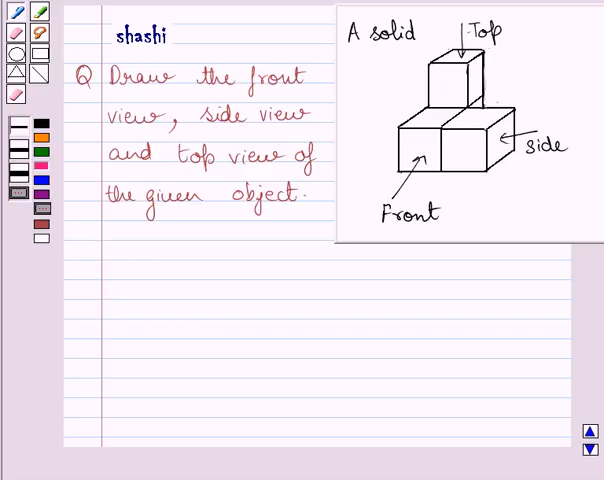 shashi
Q Draw the front
view, side view
and top view of
the given object.
A solid
Top
side
Front